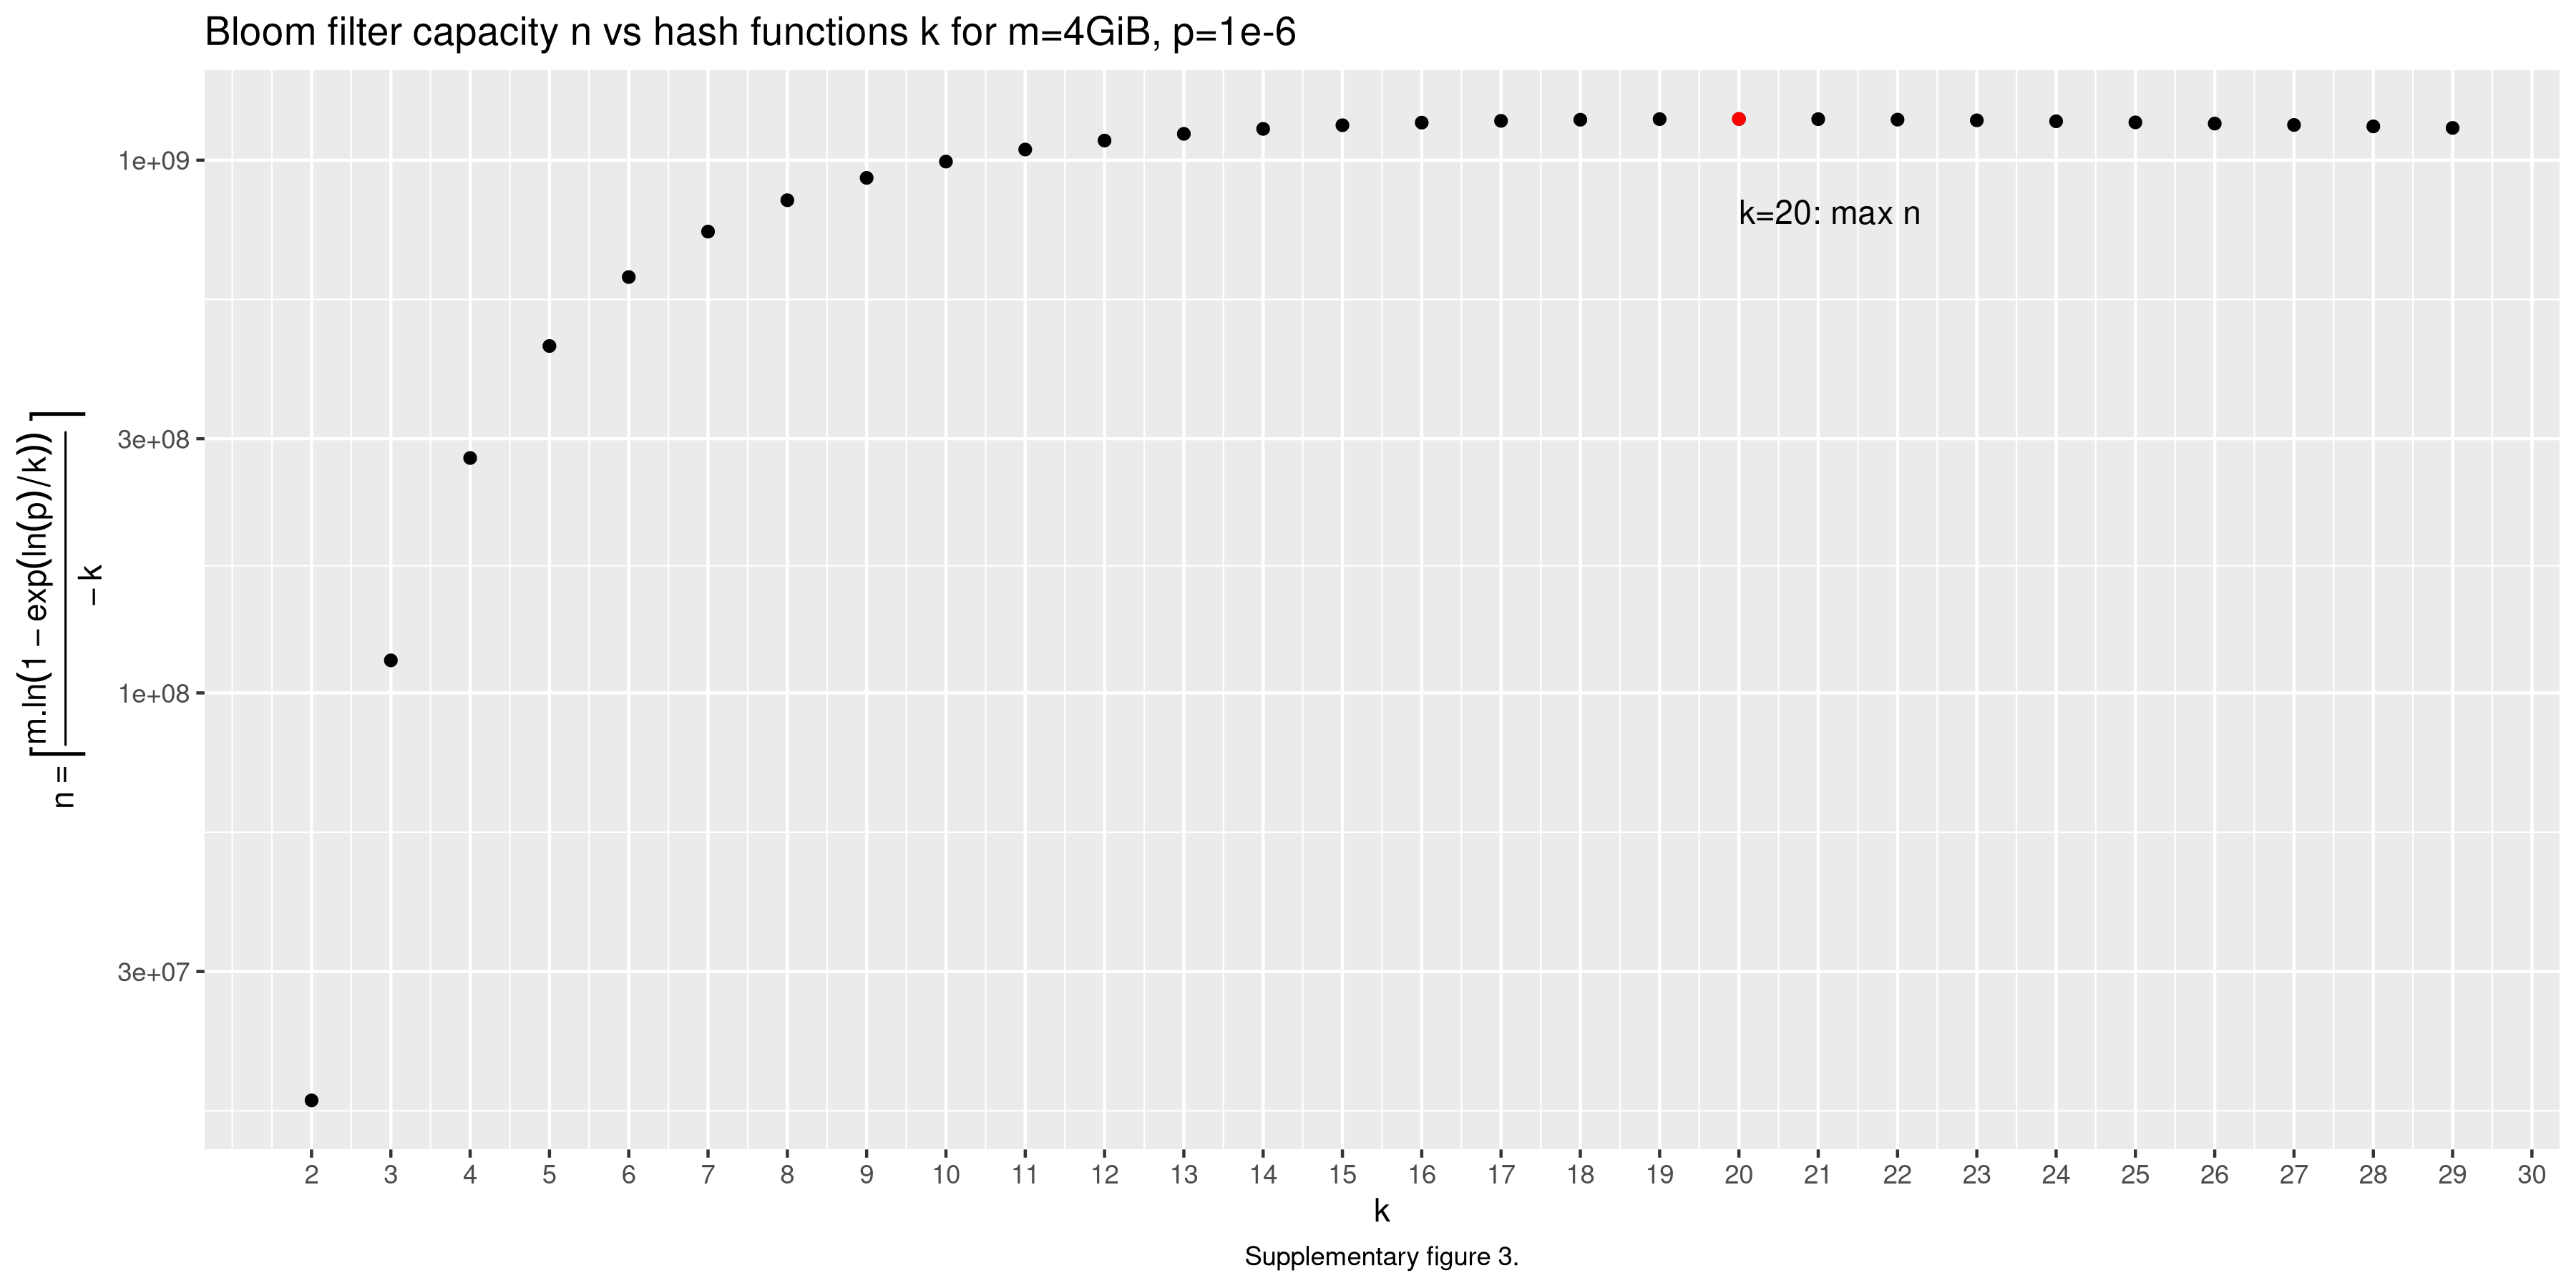 Bloom filter capacity n vs hash functions k for m=4GiB, p=1e-6
n = ⌈m.ln(1 − exp(ln(p)/k)) / −k⌉
1e+09
3e+08
1e+08
3e+07
k=20: max n
2 3 4 5 6 7 8 9 10 11 12 13 14 15 16 17 18 19 20 21 22 23 24 25 26 27 28 29 30
k
Supplementary figure 3.